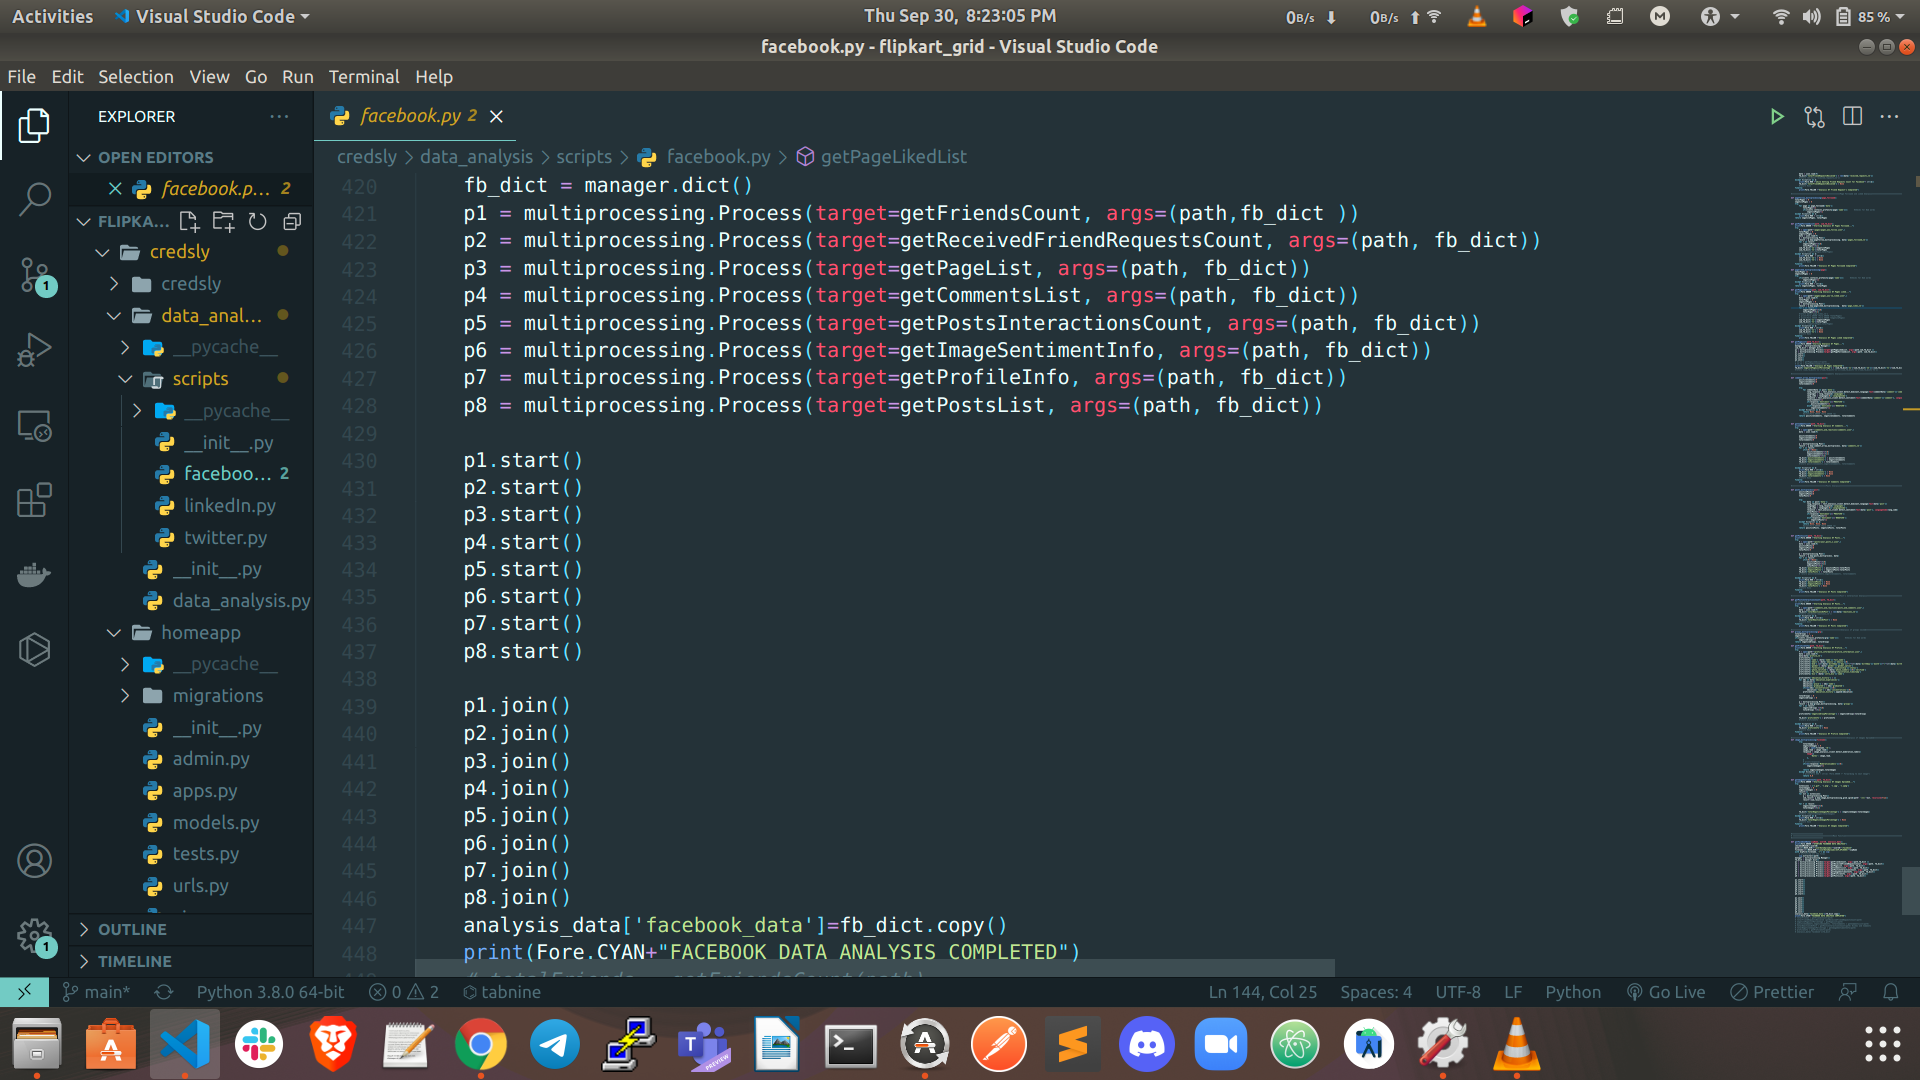 Activities
Visual Studio Code
Thu Sep 30, 8:23:05 PM
0B/s
0B/s
M
85 %
facebook.py - flipkart_grid - Visual Studio Code
File Edit Selection View Go Run Terminal Help
EXPLORER
OPEN EDITORS
facebook.p... 2
FLIPKA...
credsly
credsly
data_anal...
__pycache__
scripts
__pycache__
__init__.py
faceboo... 2
linkedIn.py
twitter.py
__init__.py
data_analysis.py
homeapp
__pycache__
migrations
__init__.py
admin.py
apps.py
models.py
tests.py
urls.py
OUTLINE
TIMELINE
1
1
facebook.py 2
credsly > data_analysis > scripts > facebook.py > getPageLikedList
420 fb_dict = manager.dict()
421 p1 = multiprocessing.Process(target=getFriendsCount, args=(path,fb_dict ))
422 p2 = multiprocessing.Process(target=getReceivedFriendRequestsCount, args=(path, fb_dict))
423 p3 = multiprocessing.Process(target=getPageList, args=(path, fb_dict))
424 p4 = multiprocessing.Process(target=getCommentsList, args=(path, fb_dict))
425 p5 = multiprocessing.Process(target=getPostsInteractionsCount, args=(path, fb_dict))
426 p6 = multiprocessing.Process(target=getImageSentimentInfo, args=(path, fb_dict))
427 p7 = multiprocessing.Process(target=getProfileInfo, args=(path, fb_dict))
428 p8 = multiprocessing.Process(target=getPostsList, args=(path, fb_dict))
429
430 p1.start()
431 p2.start()
432 p3.start()
433 p4.start()
434 p5.start()
435 p6.start()
436 p7.start()
437 p8.start()
438
439 p1.join()
440 p2.join()
441 p3.join()
442 p4.join()
443 p5.join()
444 p6.join()
445 p7.join()
446 p8.join()
447 analysis_data['facebook_data']=fb_dict.copy()
448 print(Fore.CYAN+"FACEBOOK DATA ANALYSIS COMPLETED")
main* Python 3.8.0 64-bit 0 2 tabnine
Ln 144, Col 25 Spaces: 4 UTF-8 LF Python Go Live Prettier